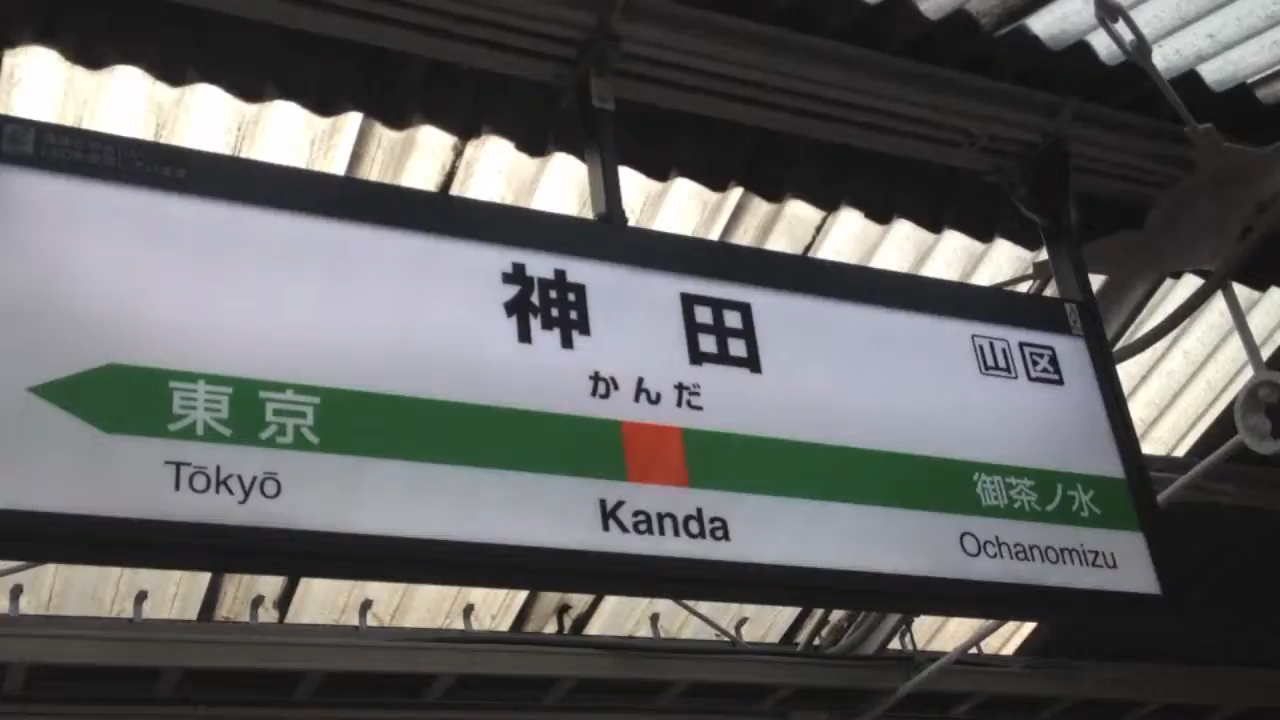 神田
山区
かんだ
東京
御茶ノ水
Tōkyō
Kanda
Ochanomizu